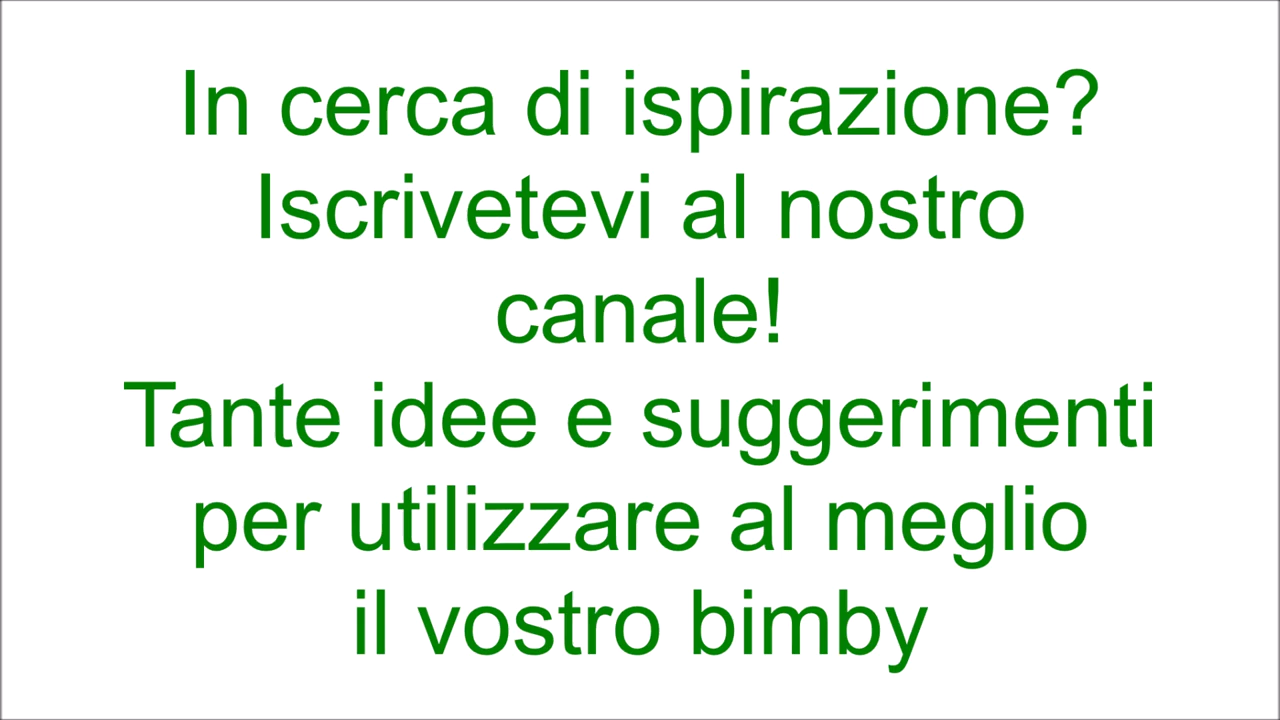 In cerca di ispirazione?
Iscrivetevi al nostro
canale!
Tante idee e suggerimenti
per utilizzare al meglio
il vostro bimby